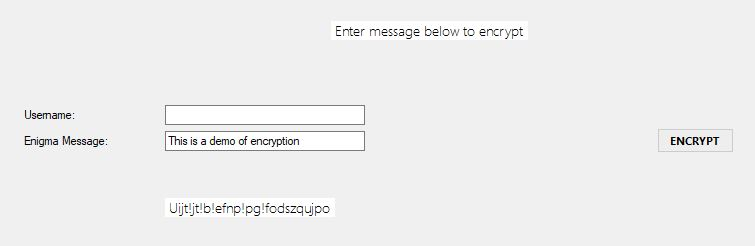 Enter message below to encrypt
Username:
Enigma Message: This is a demo of encryption ENCRYPT
Uijt!jt!b!efnp!pg!fodszqujpo